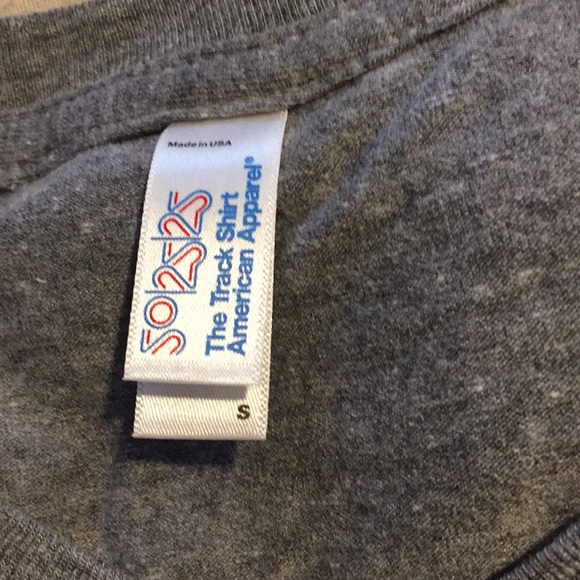 Made in USA
50/25/25
The Track Shirt
American Apparel®
S